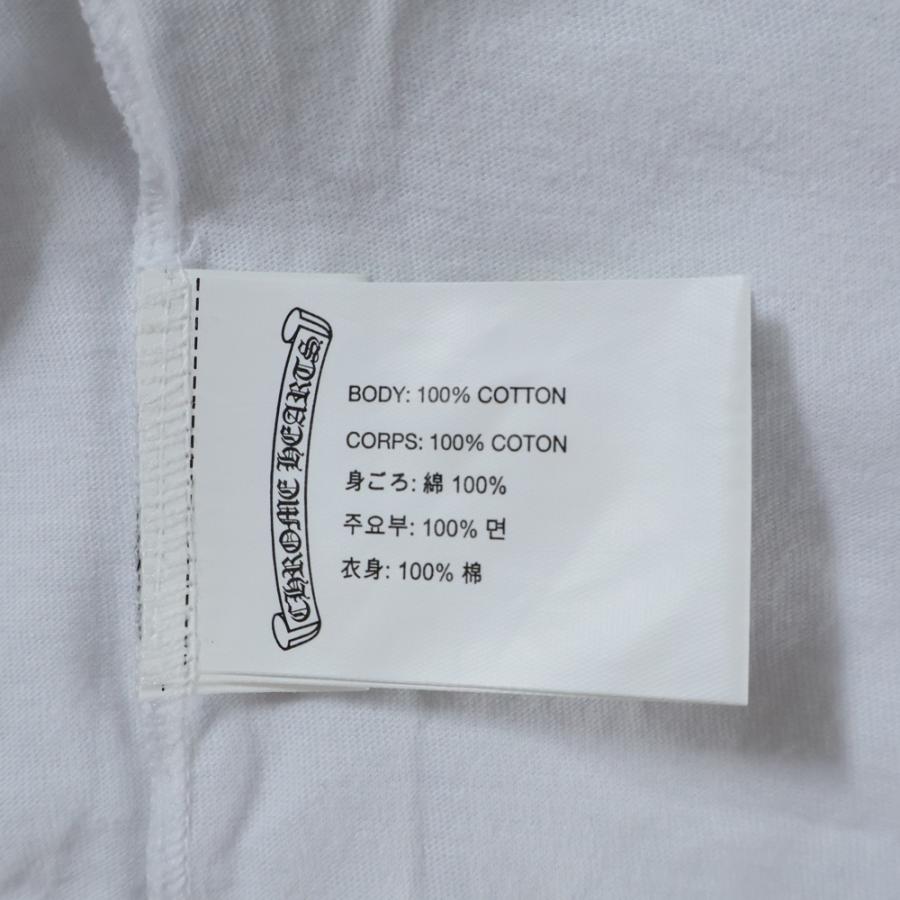 CHROME HEARTS
BODY: 100% COTTON
CORPS: 100% COTON
身ごろ: 綿 100%
주요부: 100% 면
衣身: 100% 棉